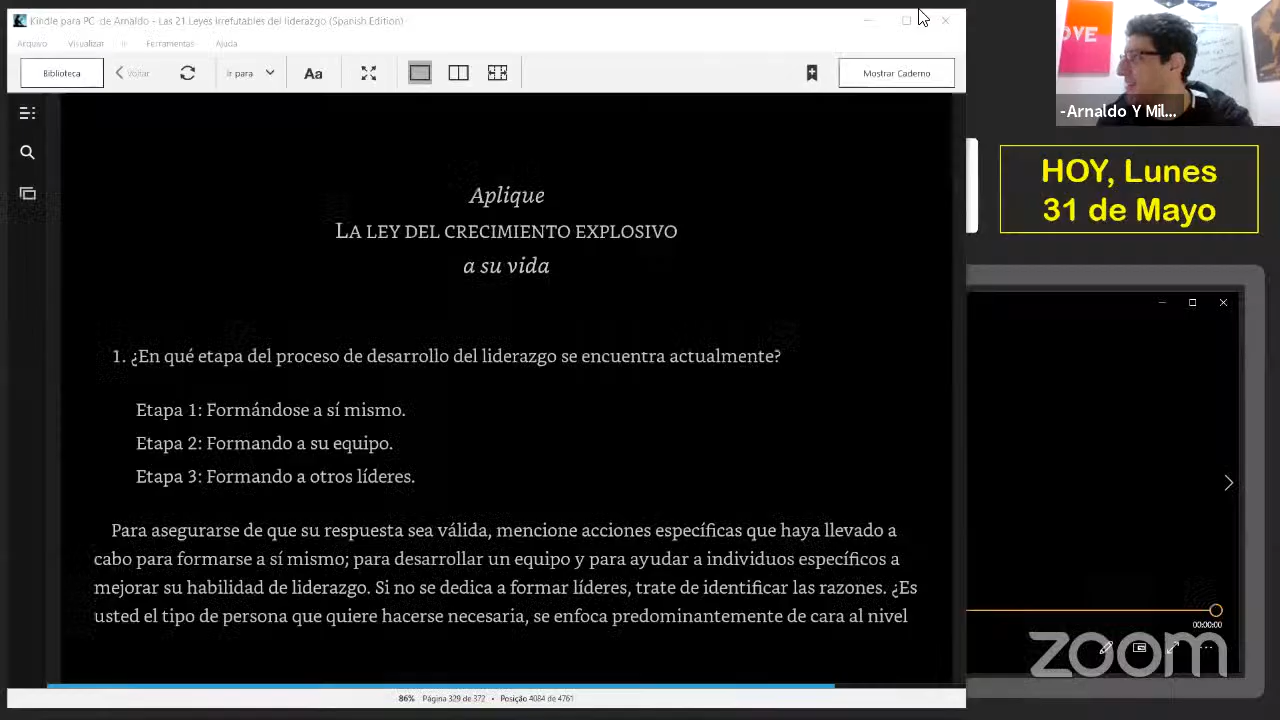 Kindle para PC de Arnaldo - Las 21 Leyes irrefutables del liderazgo (Spanish Edition)
Arquivo Visualizar Ir Ferramentas Ajuda
Biblioteca Voltar Ir para Aa Mostrar Caderno
OVE
-Arnaldo Y Mil...
HOY, Lunes
31 de Mayo
Aplique
LA LEY DEL CRECIMIENTO EXPLOSIVO
a su vida
1. ¿En qué etapa del proceso de desarrollo del liderazgo se encuentra actualmente?
Etapa 1: Formándose a sí mismo.
Etapa 2: Formando a su equipo.
Etapa 3: Formando a otros líderes.
Para asegurarse de que su respuesta sea válida, mencione acciones específicas que haya llevado a
cabo para formarse a sí mismo; para desarrollar un equipo y para ayudar a individuos específicos a
mejorar su habilidad de liderazgo. Si no se dedica a formar líderes, trate de identificar las razones. ¿Es
usted el tipo de persona que quiere hacerse necesaria, se enfoca predominantemente de cara al nivel
00:00:00
zoom
86% Página 329 de 372 • Posição 4084 de 4761